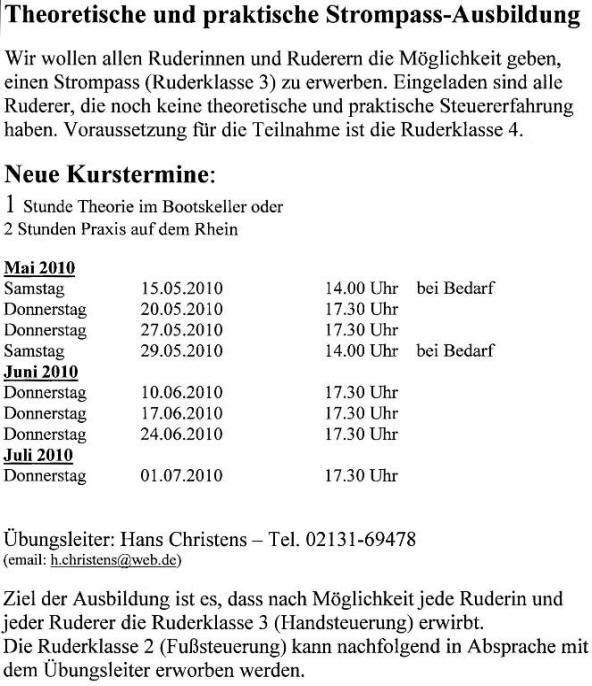 Theoretische und praktische Strompass-Ausbildung
Wir wollen allen Ruderinnen und Ruderern die Möglichkeit geben,
einen Strompass (Ruderklasse 3) zu erwerben. Eingeladen sind alle
Ruderer, die noch keine theoretische und praktische Steuererfahrung
haben. Voraussetzung für die Teilnahme ist die Ruderklasse 4.
Neue Kurstermine:
1 Stunde Theorie im Bootskeller oder
2 Stunden Praxis auf dem Rhein
Mai 2010
Samstag 15.05.2010 14.00 Uhr bei Bedarf
Donnerstag 20.05.2010 17.30 Uhr
Donnerstag 27.05.2010 17.30 Uhr
Samstag 29.05.2010 14.00 Uhr bei Bedarf
Juni 2010
Donnerstag 10.06.2010 17.30 Uhr
Donnerstag 17.06.2010 17.30 Uhr
Donnerstag 24.06.2010 17.30 Uhr
Juli 2010
Donnerstag 01.07.2010 17.30 Uhr
Übungsleiter: Hans Christens – Tel. 02131-69478
(email: h.christens@web.de)
Ziel der Ausbildung ist es, dass nach Möglichkeit jede Ruderin und
jeder Ruderer die Ruderklasse 3 (Handsteuerung) erwirbt.
Die Ruderklasse 2 (Fußsteuerung) kann nachfolgend in Absprache mit
dem Übungsleiter erworben werden.